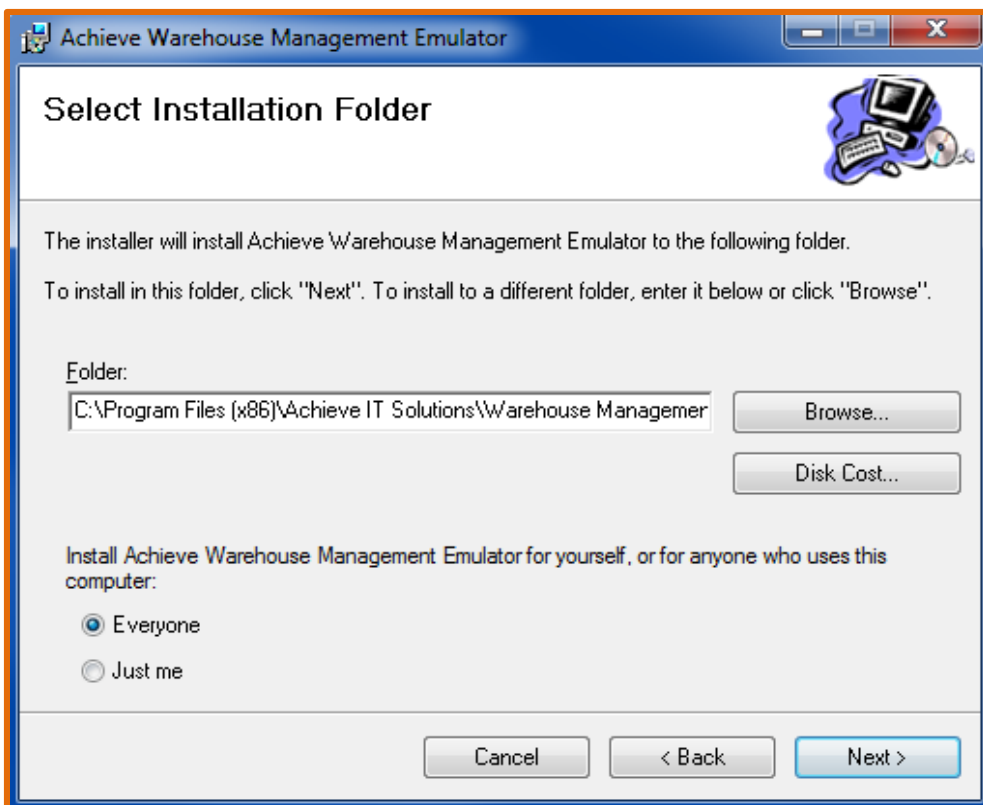 Achieve Warehouse Management Emulator
Select Installation Folder
The installer will install Achieve Warehouse Management Emulator to the following folder.
To install in this folder, click "Next". To install to a different folder, enter it below or click "Browse".
Folder:
C:\Program Files (x86)\Achieve IT Solutions\Warehouse Managemer
Browse...
Disk Cost...
Install Achieve Warehouse Management Emulator for yourself, or for anyone who uses this
computer:
Everyone
Just me
Cancel
< Back
Next >